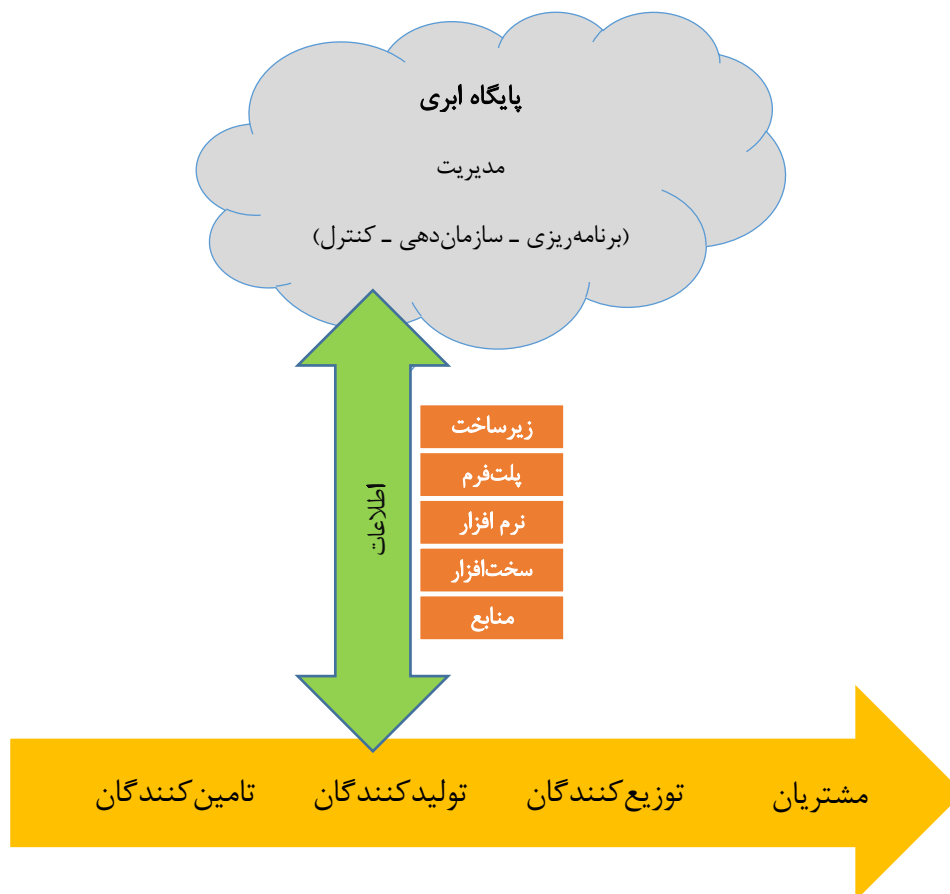 پایگاه ابری
مدیریت
(برنامه‌ریزی - سازمان‌دهی - کنترل)
زیرساخت
پلت‌فرم
نرم افزار
سخت‌افزار
منابع
اطلاعات
تامین‌کنندگان
تولیدکنندگان
توزیع‌کنندگان
مشتریان